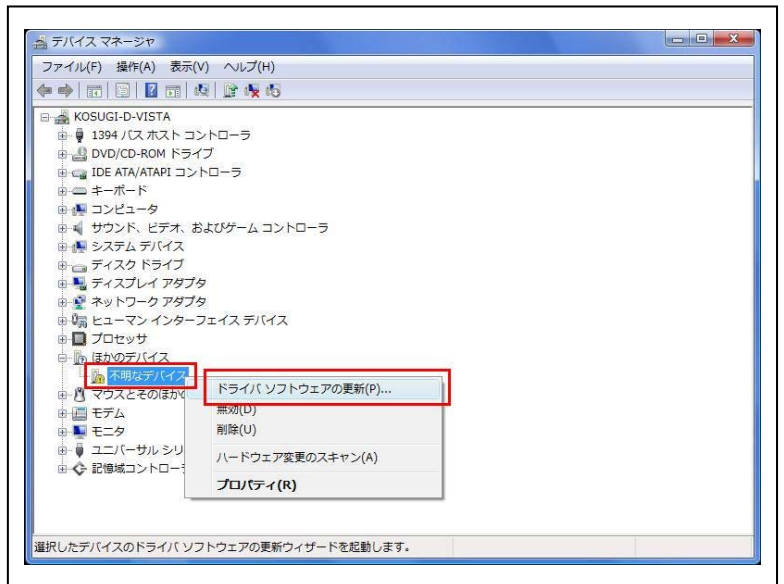 デバイス マネージャ
ファイル(F) 操作(A) 表示(V) ヘルプ(H)
KOSUGI-D-VISTA
1394 バス ホスト コントローラ
DVD/CD-ROM ドライブ
IDE ATA/ATAPI コントローラ
キーボード
コンピュータ
サウンド、ビデオ、およびゲーム コントローラ
システム デバイス
ディスク ドライブ
ディスプレイ アダプタ
ネットワーク アダプタ
ヒューマン インターフェイス デバイス
プロセッサ
ほかのデバイス
不明なデバイス
マウスとそのほか
モデム
モニタ
ユニバーサル シリ
記憶域コントロー
ドライバ ソフトウェアの更新(P)...
無効(D)
削除(U)
ハードウェア変更のスキャン(A)
プロパティ(R)
選択したデバイスのドライバ ソフトウェアの更新ウィザードを起動します。